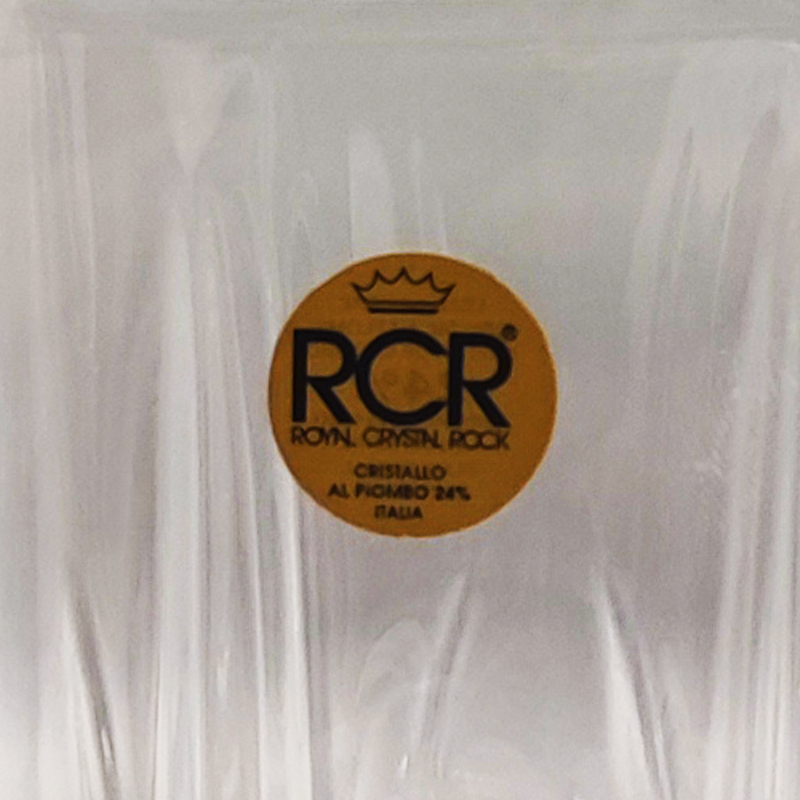 RCR®
ROYAL CRYSTAL ROCK
CRISTALLO
AL PIOMBO 24%
ITALIA